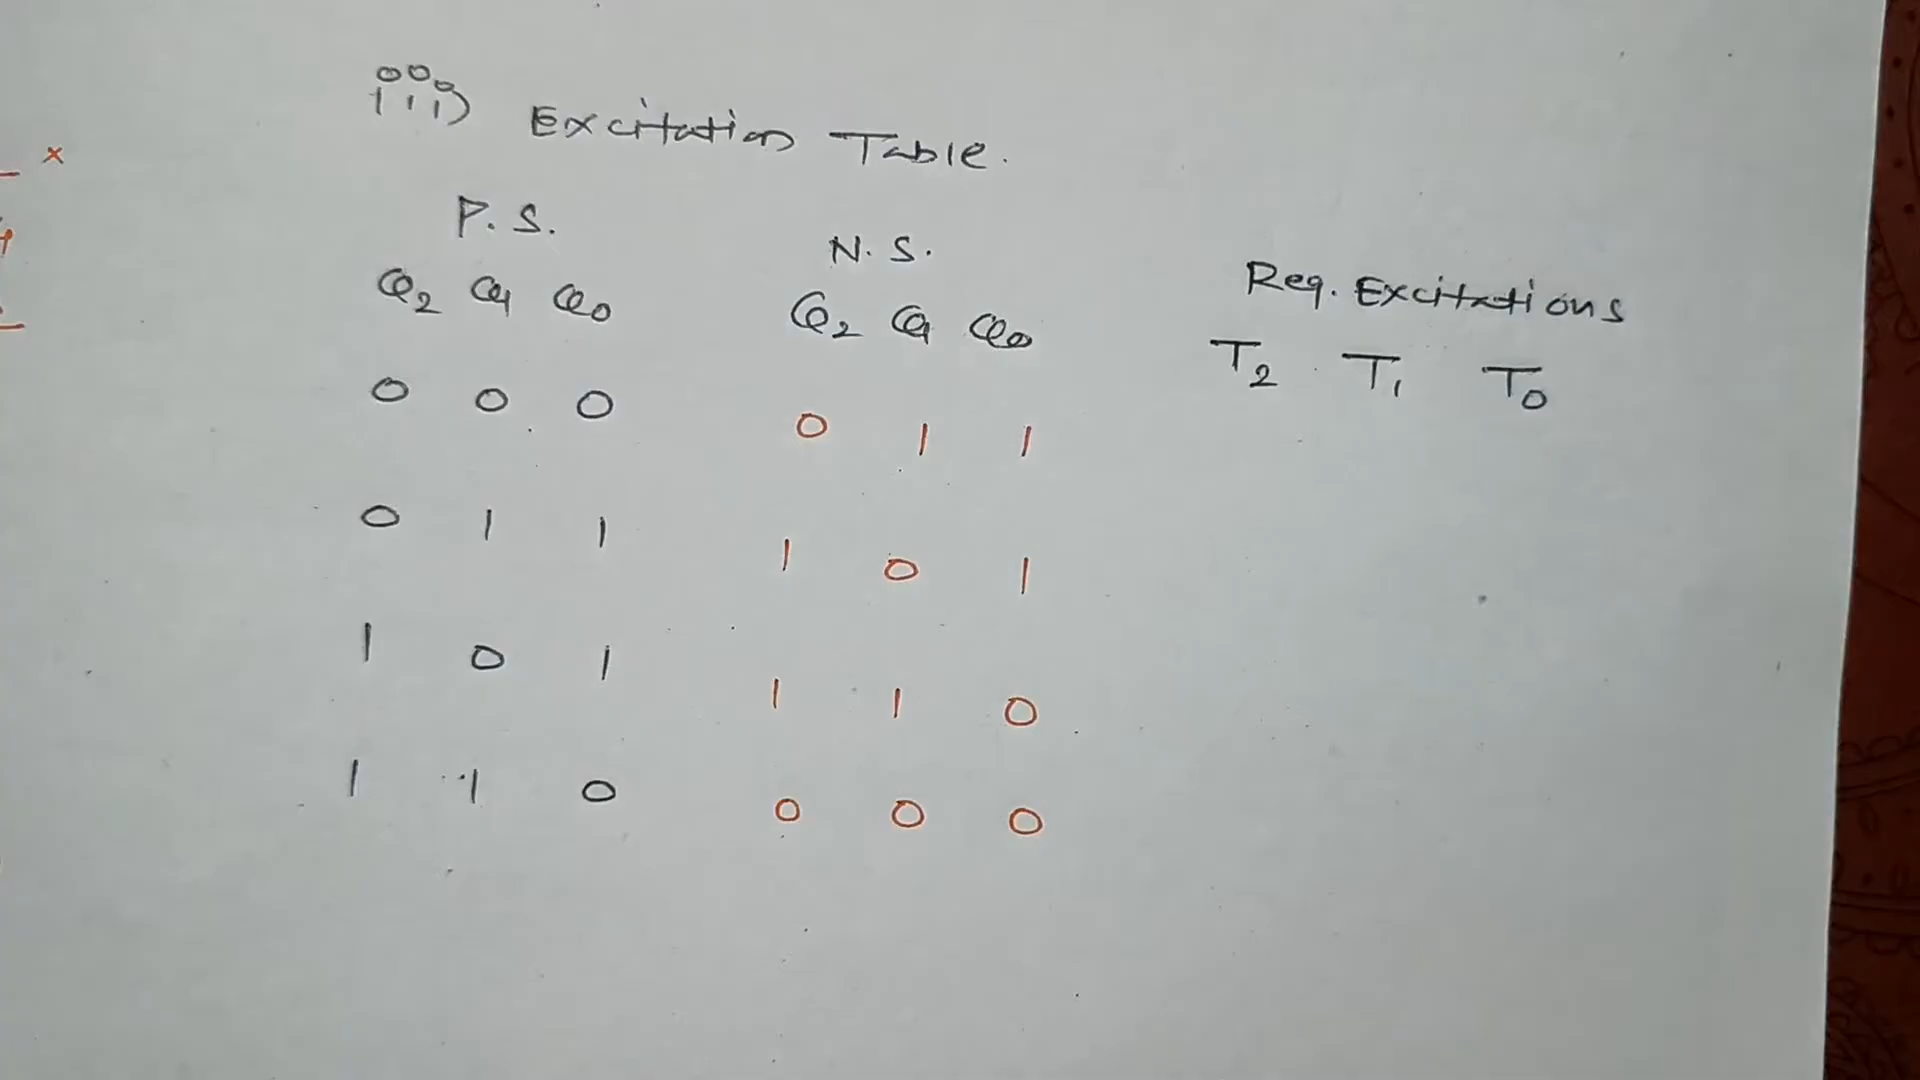 iii) Excitation Table.
P. S. N. S. Req. Excitations
Q2 Q1 Q0 Q2 Q1 Q0 T2 T1 T0
0 0 0 0 1 1
0 1 1 1 0 1
1 0 1 1 1 0
1 1 0 0 0 0